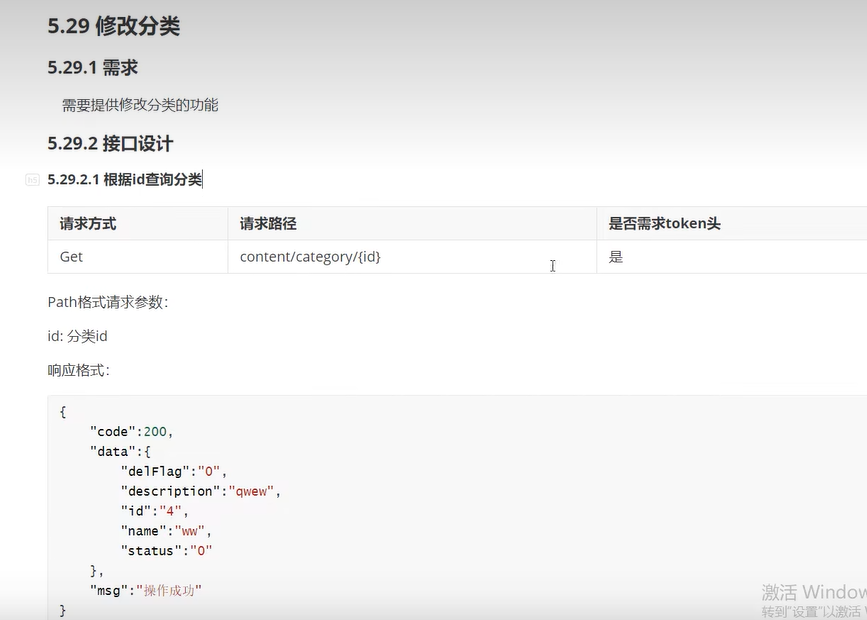 5.29 修改分类
5.29.1 需求
需要提供修改分类的功能
5.29.2 接口设计
h5 5.29.2.1 根据id查询分类
请求方式 请求路径 是否需求token头
Get content/category/{id} 是
Path格式请求参数：
id: 分类id
响应格式：
{
"code":200,
"data":{
"delFlag":"0",
"description":"qwew",
"id":"4",
"name":"ww",
"status":"0"
},
"msg":"操作成功"
}
激活 Window
转到"设置"以激活